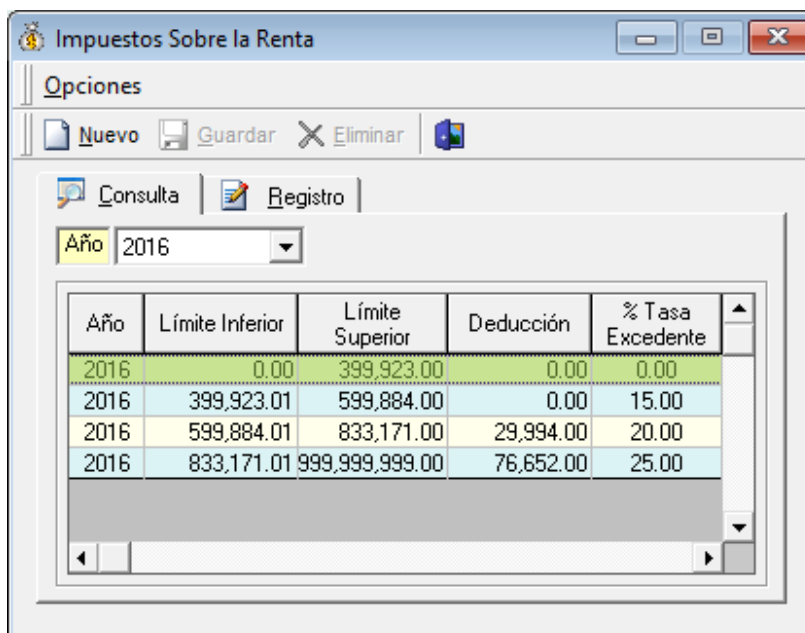 Impuestos Sobre la Renta
Opciones
Nuevo Guardar Eliminar
Consulta Registro
Año 2016
Año Límite Inferior Límite Superior Deducción % Tasa Excedente
2016 0.00 399,923.00 0.00 0.00
2016 399,923.01 599,884.00 0.00 15.00
2016 599,884.01 833,171.00 29,994.00 20.00
2016 833,171.01 999,999,999.00 76,652.00 25.00